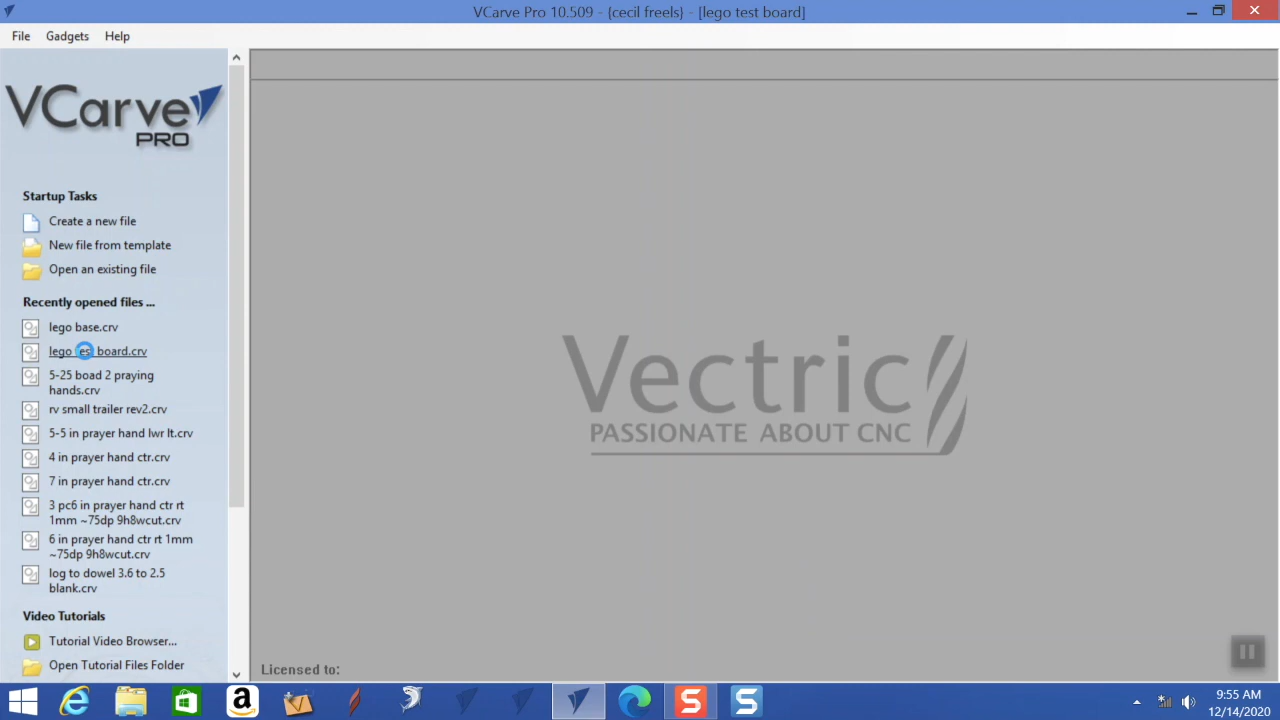 VCarve Pro 10.509 - {cecil freels} - [lego test board]
File Gadgets Help
VCarve
PRO
Startup Tasks
Create a new file
New file from template
Open an existing file
Recently opened files ...
lego base.crv
lego test board.crv
5-25 boad 2 praying
hands.crv
rv small trailer rev2.crv
5-5 in prayer hand lwr lt.crv
4 in prayer hand ctr.crv
7 in prayer hand ctr.crv
3 pc6 in prayer hand ctr rt
1mm ~75dp 9h8wcut.crv
6 in prayer hand ctr rt 1mm
~75dp 9h8wcut.crv
log to dowel 3.6 to 2.5
blank.crv
Video Tutorials
Tutorial Video Browser...
Open Tutorial Files Folder
Vectric
PASSIONATE ABOUT CNC
Licensed to:
9:55 AM
12/14/2020